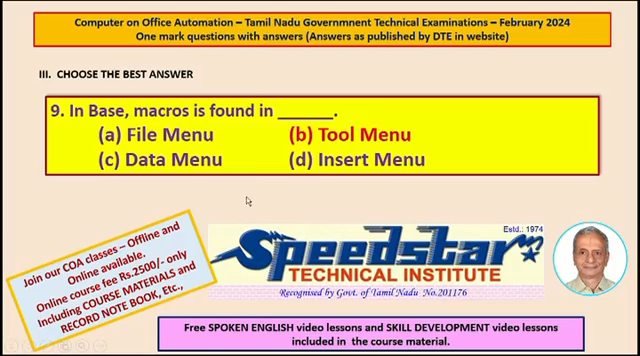 Computer on Office Automation – Tamil Nadu Governmnent Technical Examinations – February 2024
One mark questions with answers (Answers as published by DTE in website)
III. CHOOSE THE BEST ANSWER
9. In Base, macros is found in ______.
(a) File Menu (b) Tool Menu
(c) Data Menu (d) Insert Menu
Join our COA classes – Offline and
Online available.
Online course fee Rs.2500/- only
Including COURSE MATERIALS and
RECORD NOTE BOOK, Etc.,
Estd.: 1974
Speedstar
TECHNICAL INSTITUTE
Recognised by Govt. of Tamil Nadu No.201176
Free SPOKEN ENGLISH video lessons and SKILL DEVELOPMENT video lessons
included in the course material.